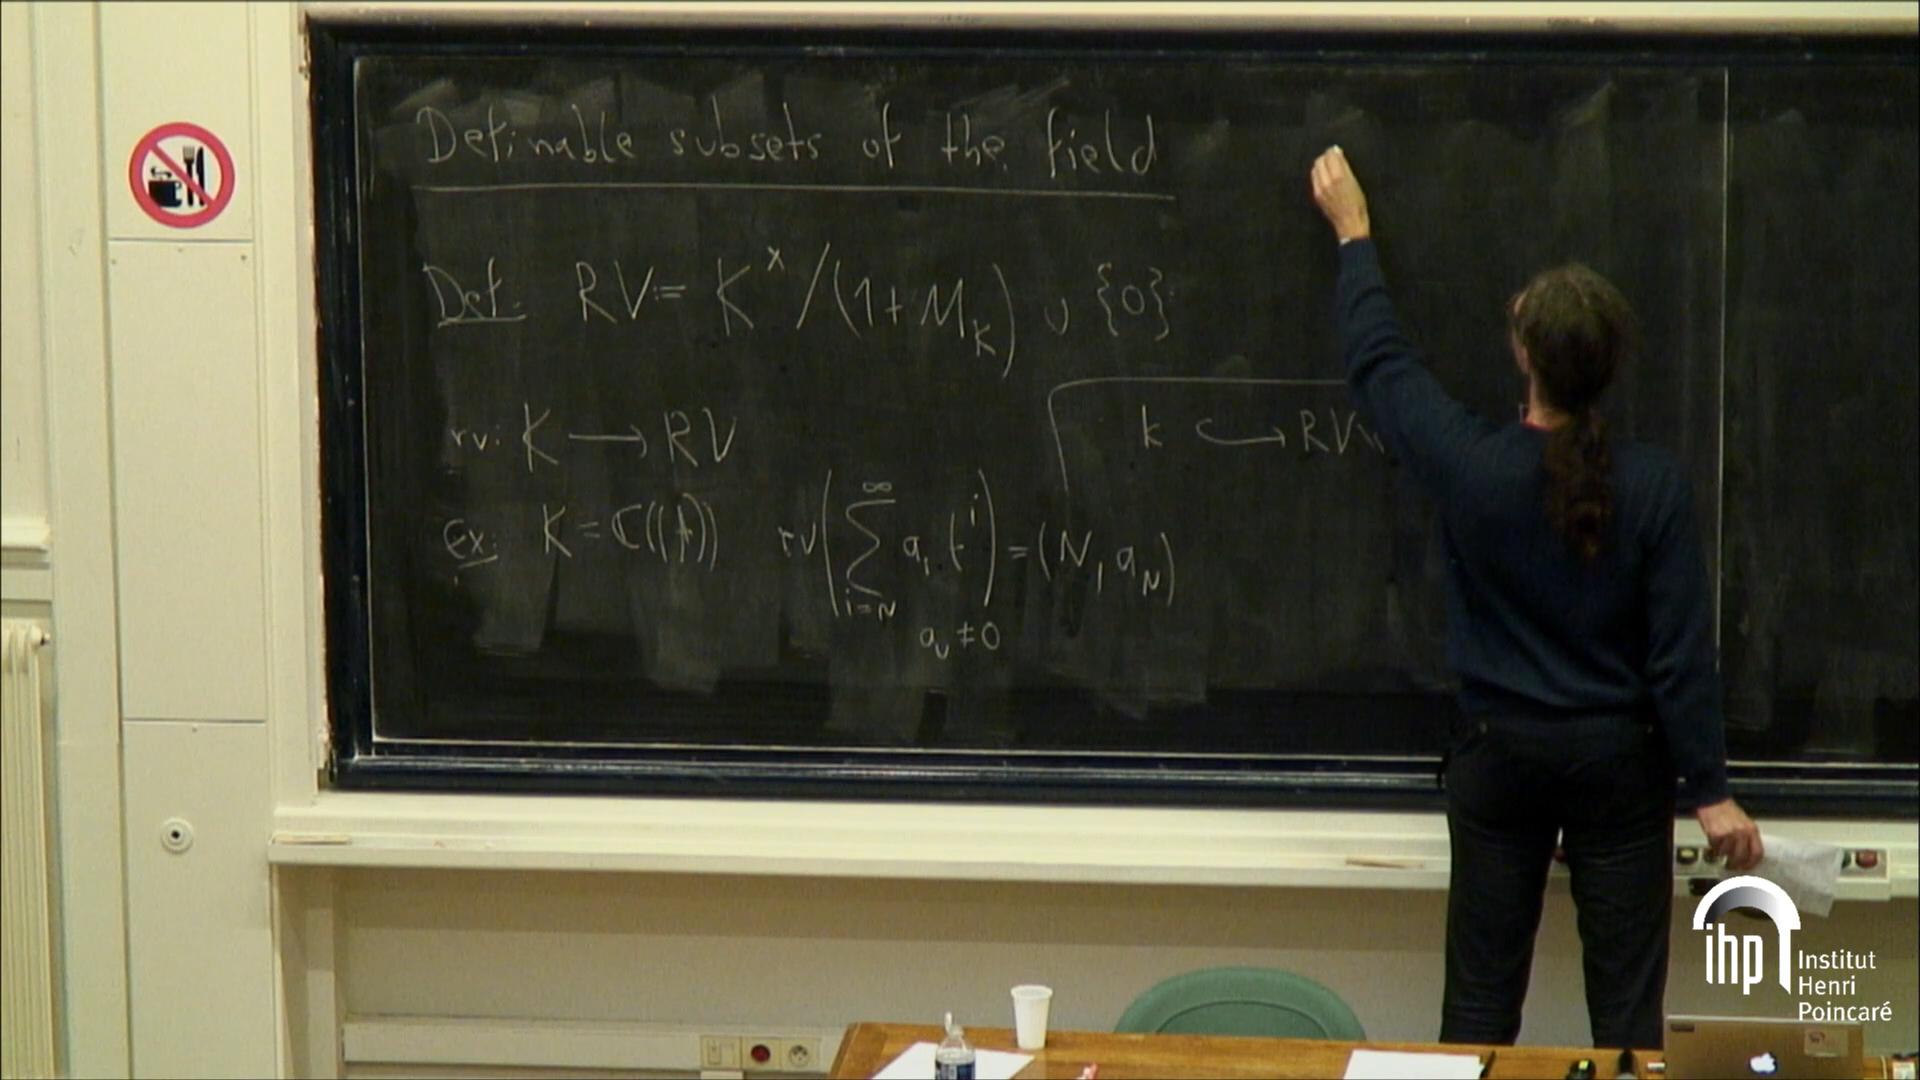 Definable subsets of the field
Def: RV := K^× / (1 + M_K) ∪ {0}
rv: K → RV
k ↪ RV
Ex: K = ℂ((t)) rv(∑_{i=N}^∞ a_i t^i) = (N, a_N)
a_N ≠ 0
ihp Institut
Henri
Poincaré